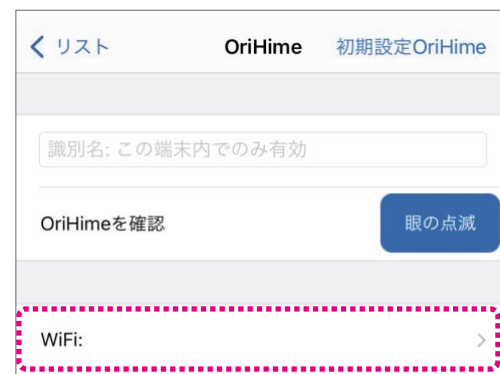 リスト OriHime 初期設定OriHime
識別名: この端末内でのみ有効
OriHimeを確認 眼の点滅
WiFi: